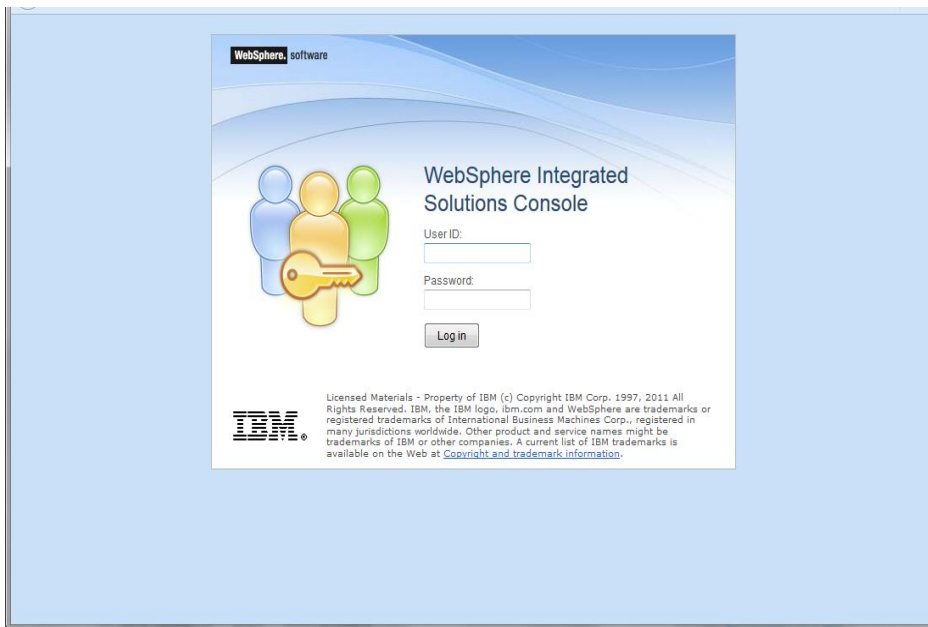 WebSphere. software
WebSphere Integrated
Solutions Console
User ID:
Password:
Log in
Licensed Materials - Property of IBM (c) Copyright IBM Corp. 1997, 2011 All
Rights Reserved. IBM, the IBM logo, ibm.com and WebSphere are trademarks or
registered trademarks of International Business Machines Corp., registered in
many jurisdictions worldwide. Other product and service names might be
trademarks of IBM or other companies. A current list of IBM trademarks is
available on the Web at Copyright and trademark information.
IBM®